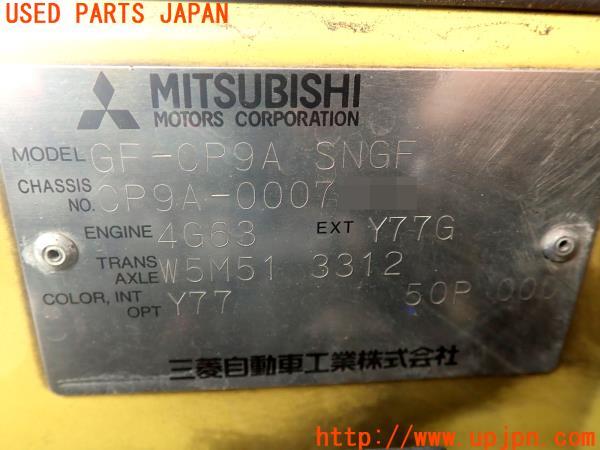 USED PARTS JAPAN
MITSUBISHI
MOTORS CORPORATION
MODEL GF-CP9A SNGF
CHASSIS NO. CP9A-0007
ENGINE 4G63 EXT Y77G
TRANS AXLE W5M51 3312
COLOR, INT OPT Y77 50P 00
三菱自動車工業株式会社
http://www.upjpn.com